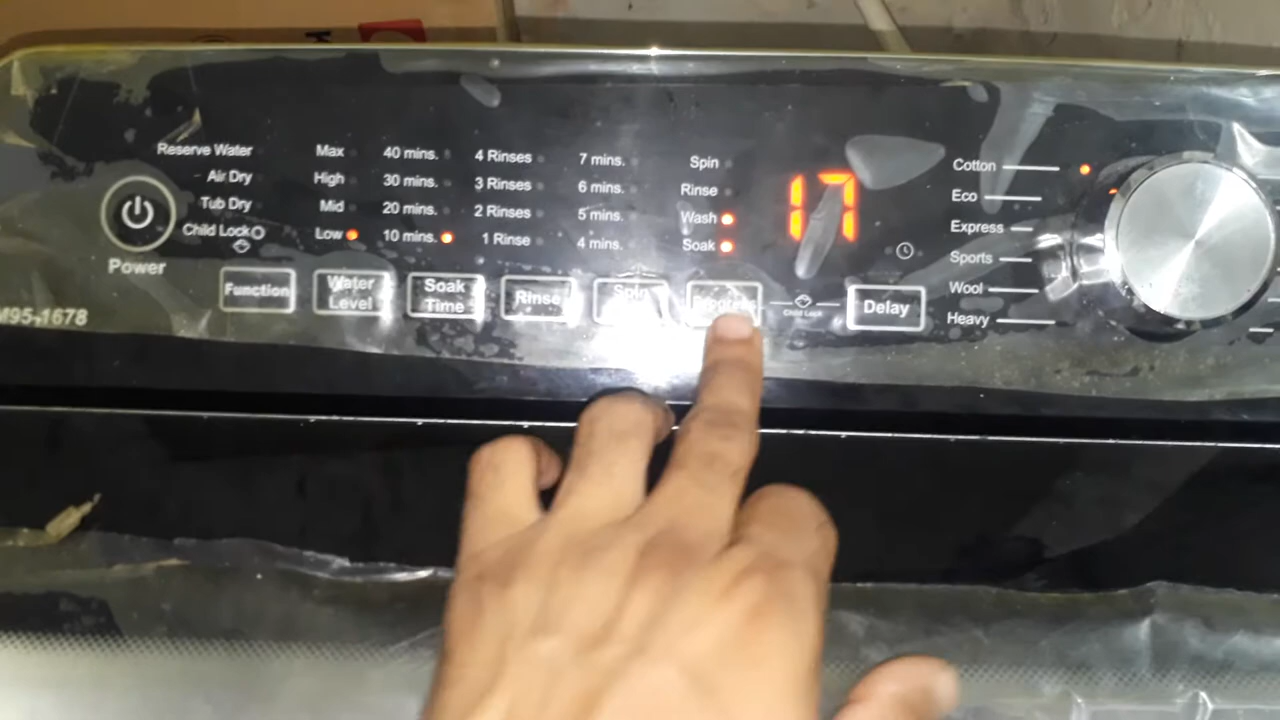 Reserve Water
Air Dry
Tub Dry
Child Lock
Power
Max
High
Mid
Low
40 mins.
30 mins.
20 mins.
10 mins.
4 Rinses
3 Rinses
2 Rinses
1 Rinse
7 mins.
6 mins.
5 mins.
4 mins.
Spin
Rinse
Wash
Soak
17
Function
Water
Level
Soak
Time
Rinse
Spin
Progress
Child Lock
Delay
Cotton
Eco
Express
Sports
Wool
Heavy
M95-1678